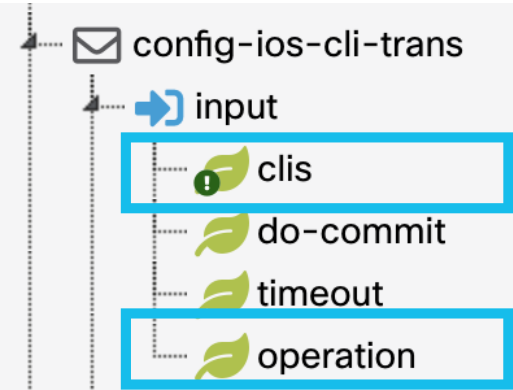 config-ios-cli-trans
input
clis
do-commit
timeout
operation